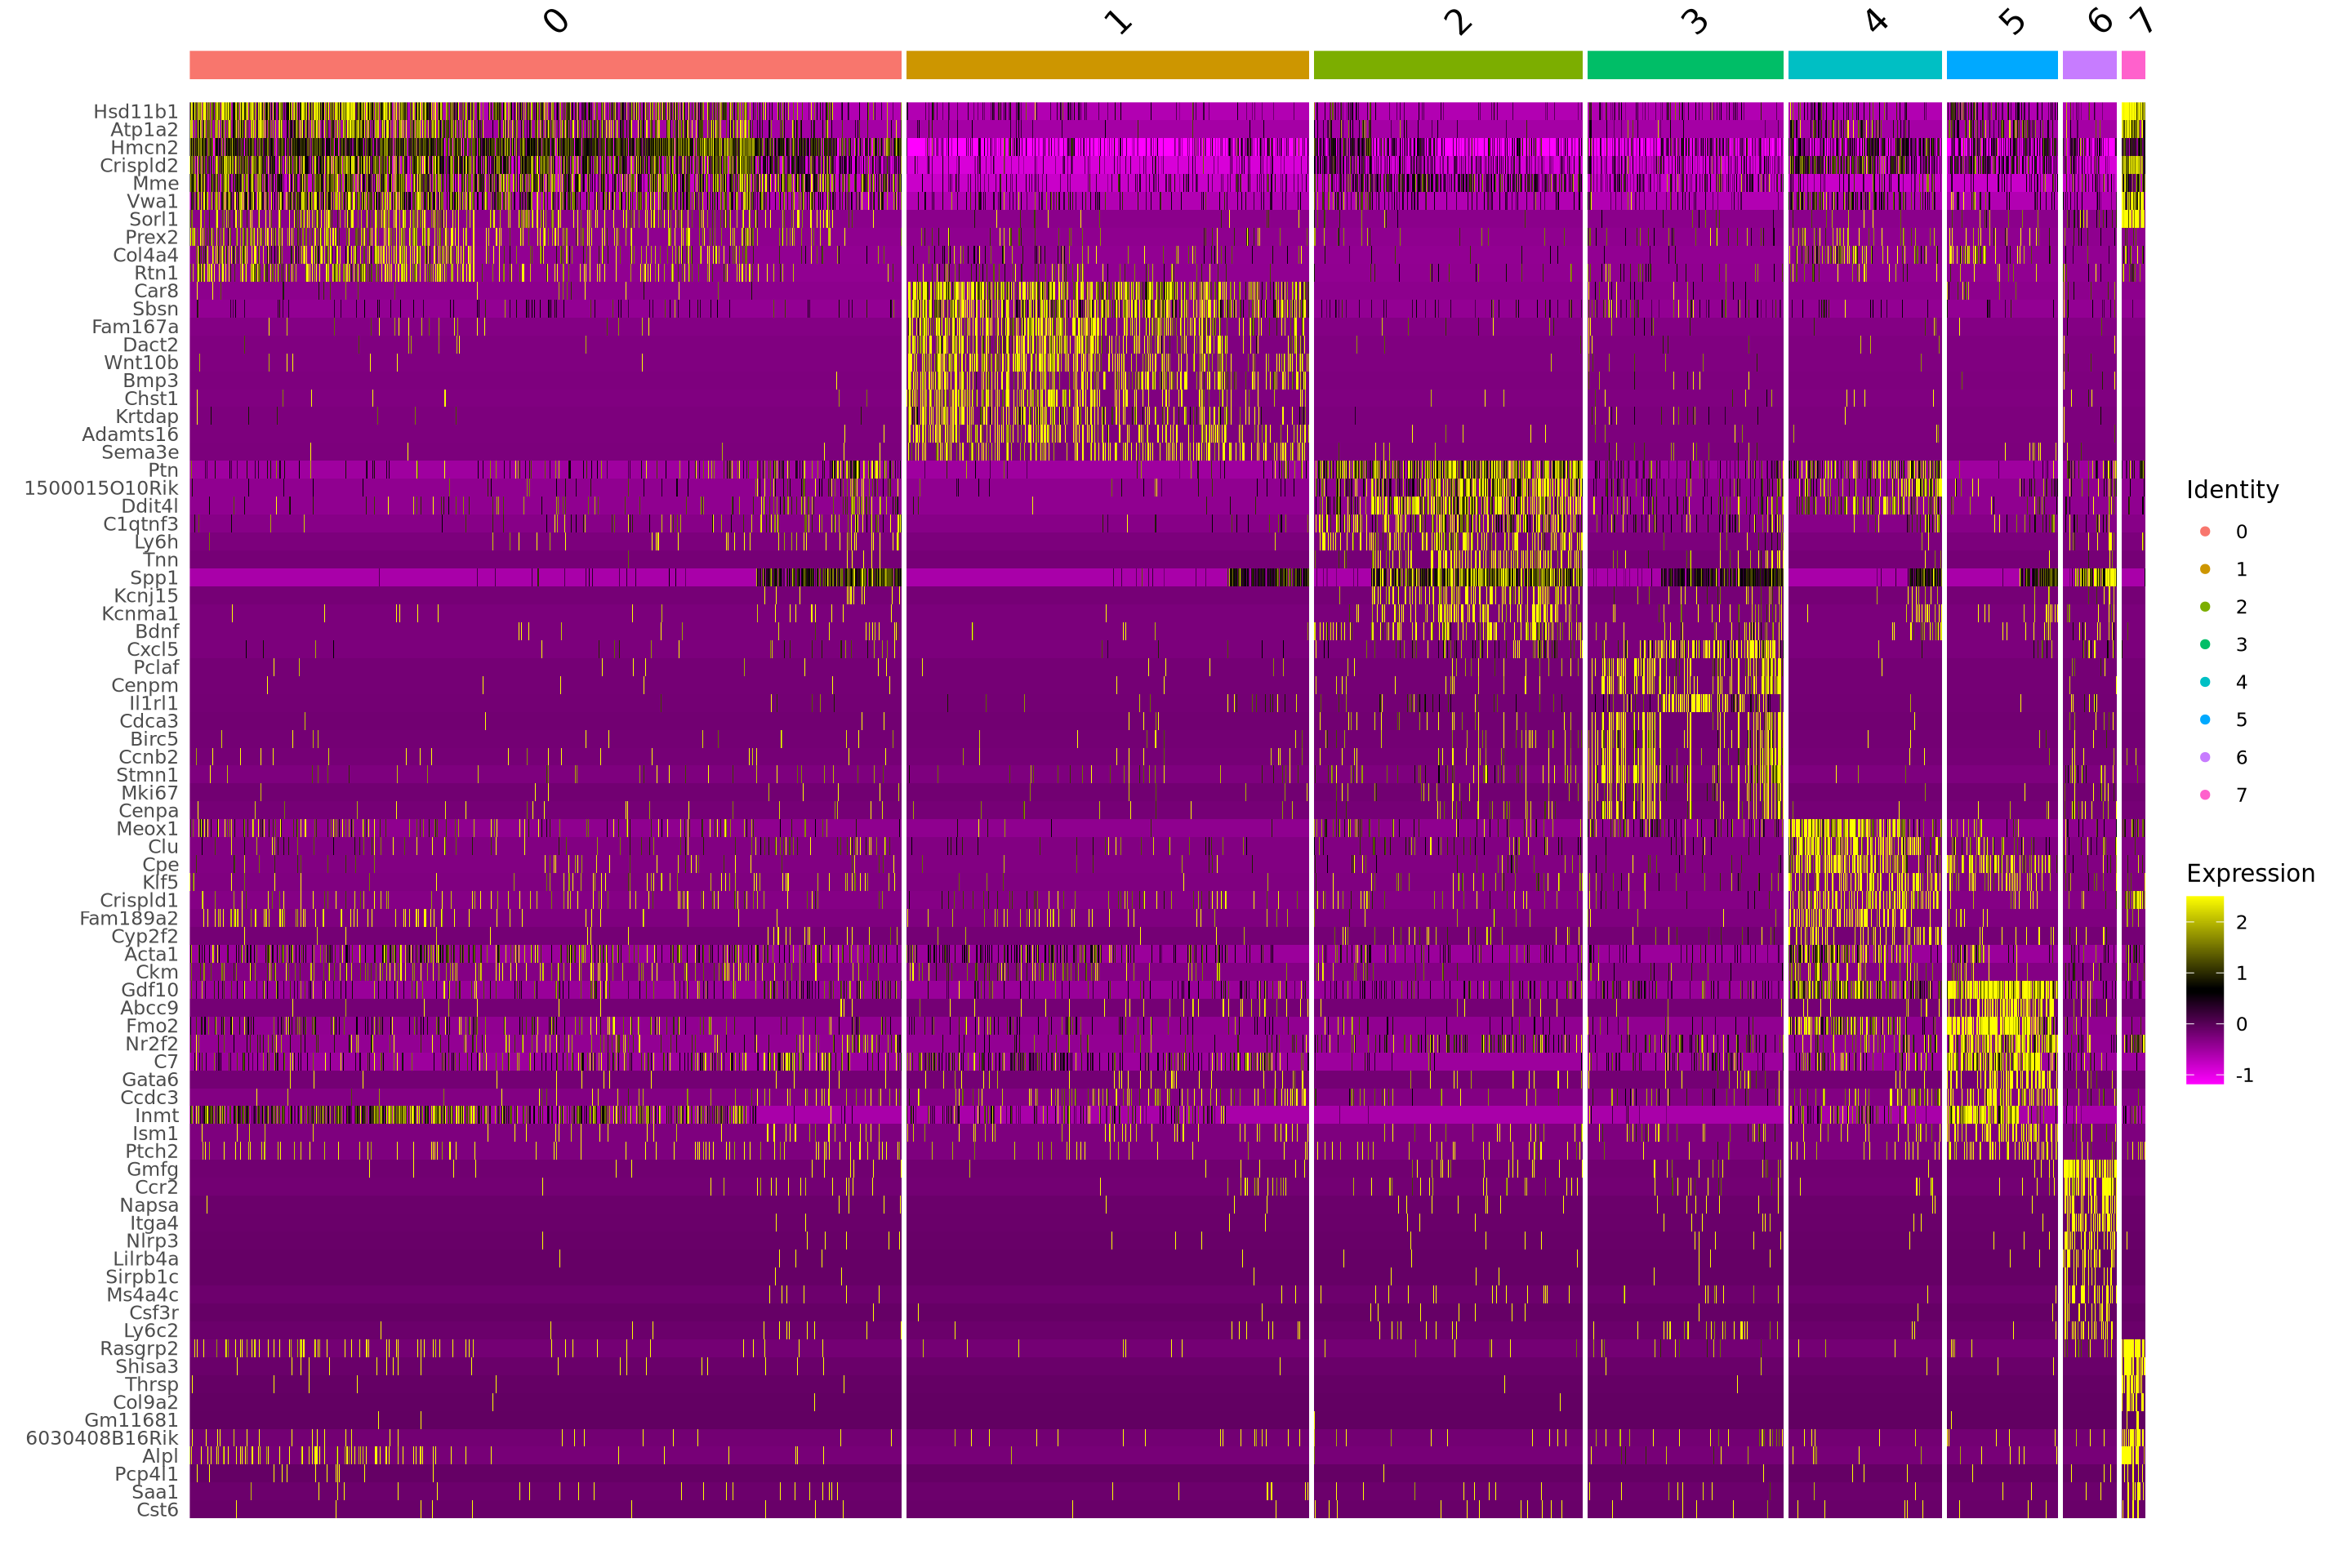 0 1 2 3 4 5 6 7
Hsd11b1
Atp1a2
Hmcn2
Crispld2
Mme
Vwa1
Sorl1
Prex2
Col4a4
Rtn1
Car8
Sbsn
Fam167a
Dact2
Wnt10b
Bmp3
Chst1
Krtdap
Adamts16
Sema3e
Ptn
1500015O10Rik
Ddit4l
C1qtnf3
Ly6h
Tnn
Spp1
Kcnj15
Kcnma1
Bdnf
Cxcl5
Pclaf
Cenpm
Il1rl1
Cdca3
Birc5
Ccnb2
Stmn1
Mki67
Cenpa
Meox1
Clu
Cpe
Klf5
Crispld1
Fam189a2
Cyp2f2
Acta1
Ckm
Gdf10
Abcc9
Fmo2
Nr2f2
C7
Gata6
Ccdc3
Inmt
Ism1
Ptch2
Gmfg
Ccr2
Napsa
Itga4
Nlrp3
Lilrb4a
Sirpb1c
Ms4a4c
Csf3r
Ly6c2
Rasgrp2
Shisa3
Thrsp
Col9a2
Gm11681
6030408B16Rik
Alpl
Pcp4l1
Saa1
Cst6
Identity
0
1
2
3
4
5
6
7
Expression
2
1
0
-1